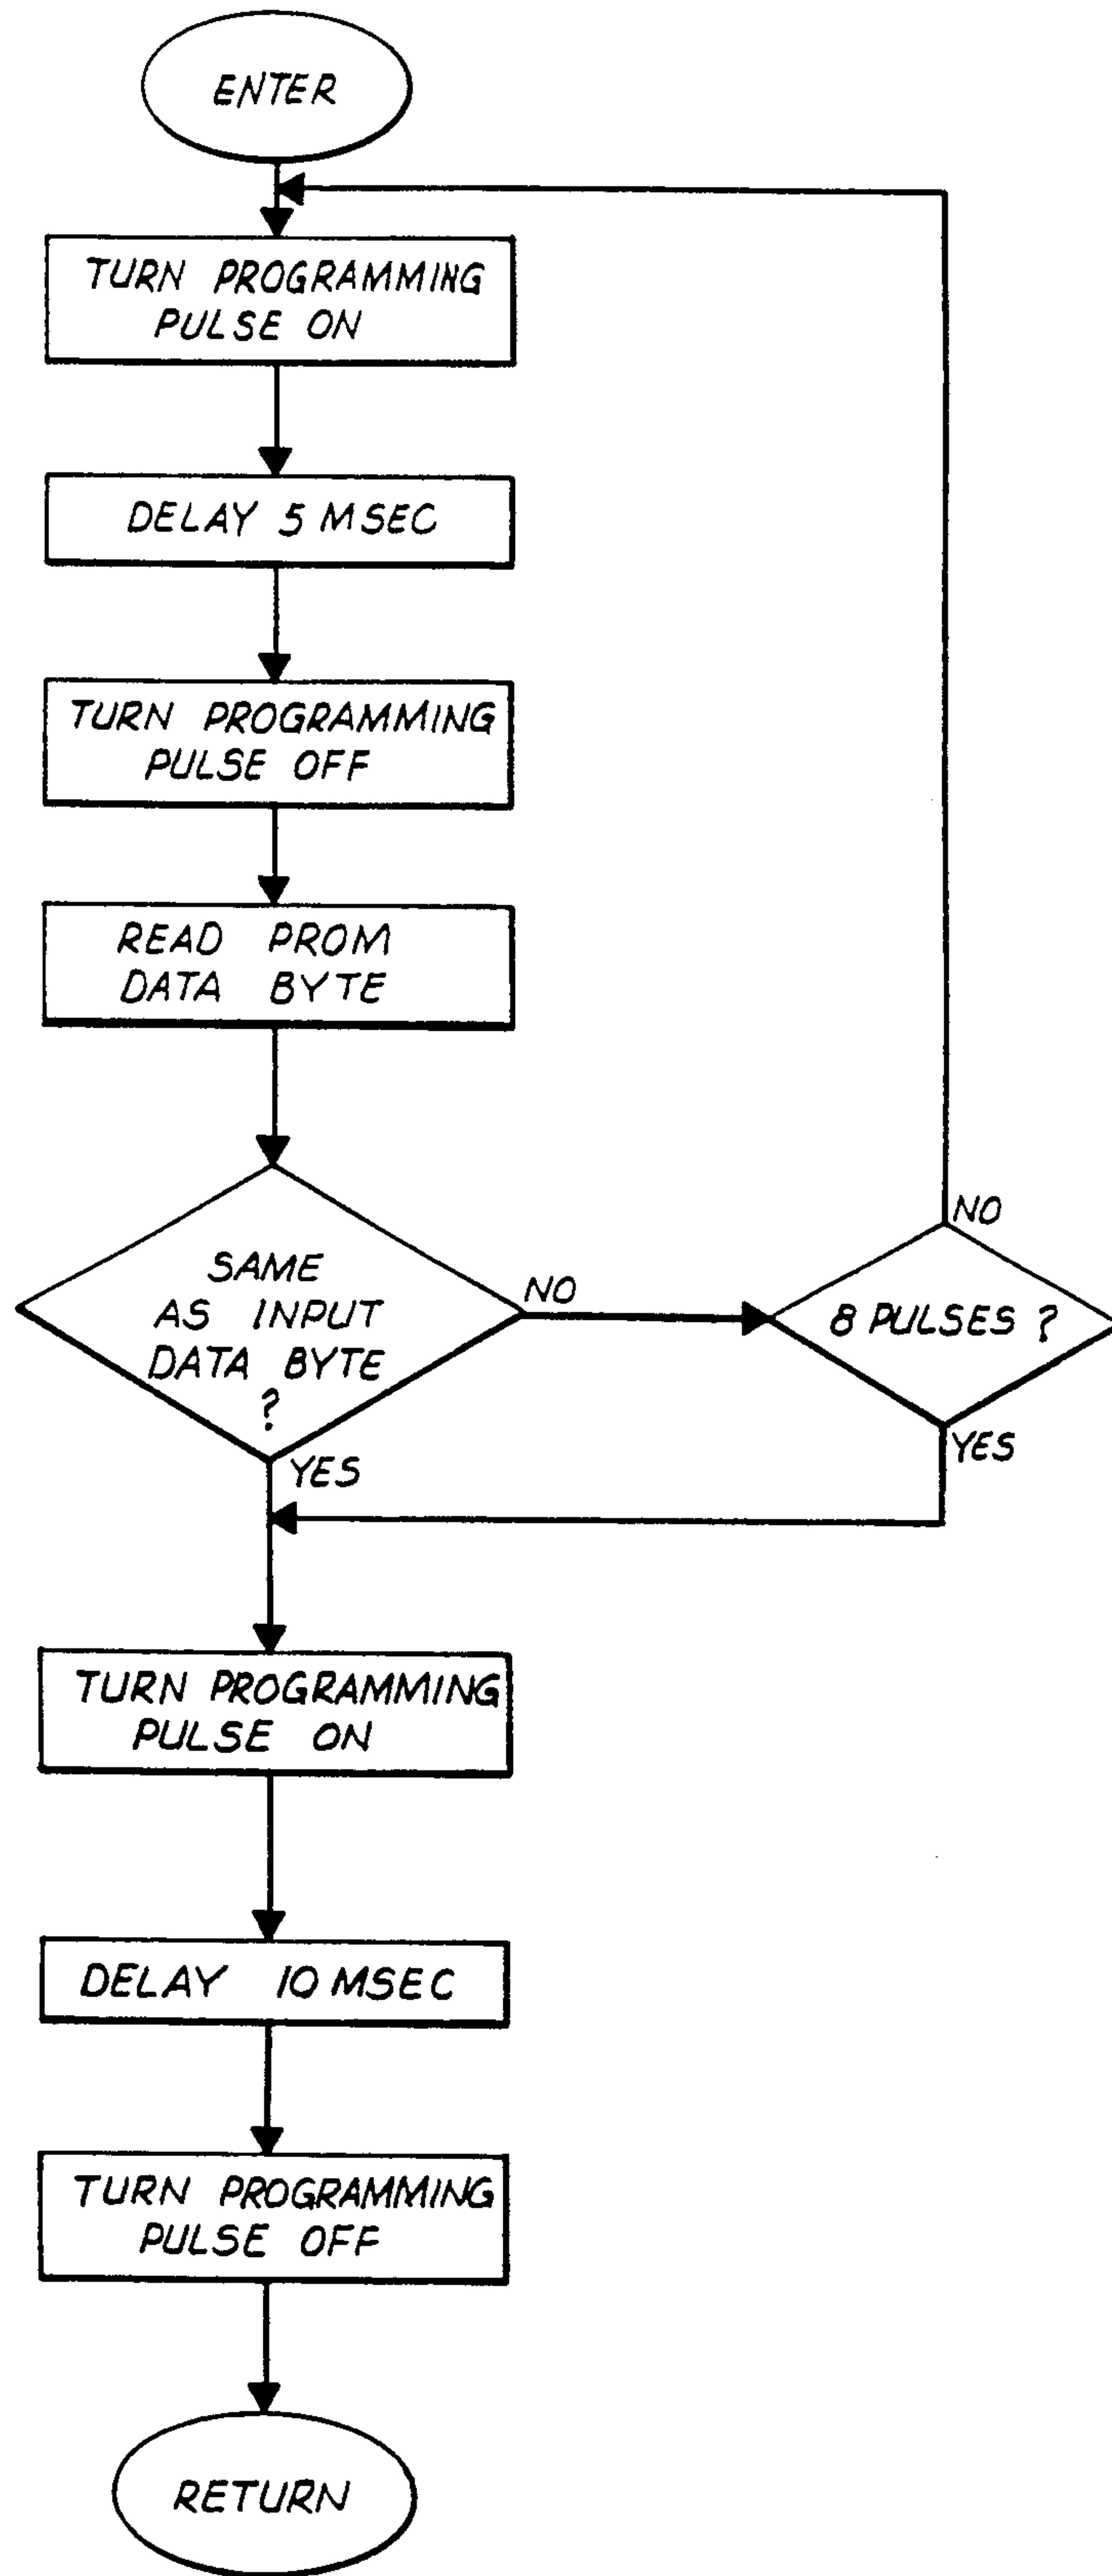 ENTER
TURN PROGRAMMING
PULSE ON
DELAY 5 MSEC
TURN PROGRAMMING
PULSE OFF
READ PROM
DATA BYTE
SAME
AS INPUT
DATA BYTE
?
NO
YES
8 PULSES ?
NO
YES
TURN PROGRAMMING
PULSE ON
DELAY 10 MSEC
TURN PROGRAMMING
PULSE OFF
RETURN